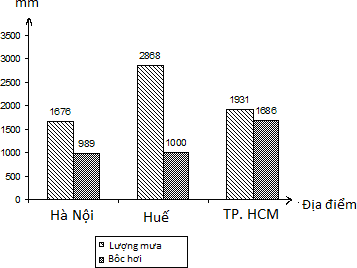 mm
3500
3000
2500
2000
1500
1000
500
0
1676
989
2868
1000
1931
1686
Hà Nội
Huế
TP. HCM
Địa điểm
Lượng mưa
Bốc hơi